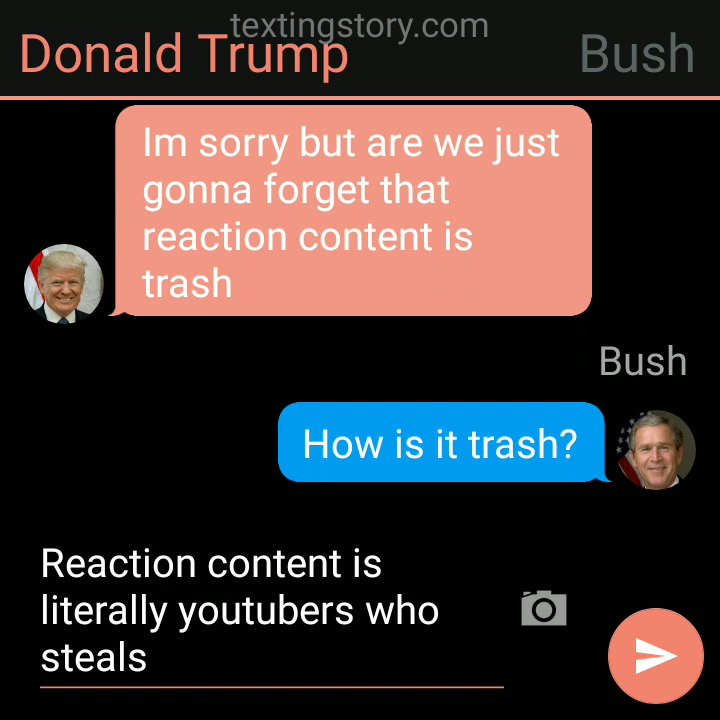 textingstory.com
Donald Trump
Bush
Im sorry but are we just
gonna forget that
reaction content is
trash
Bush
How is it trash?
Reaction content is
literally youtubers who
steals